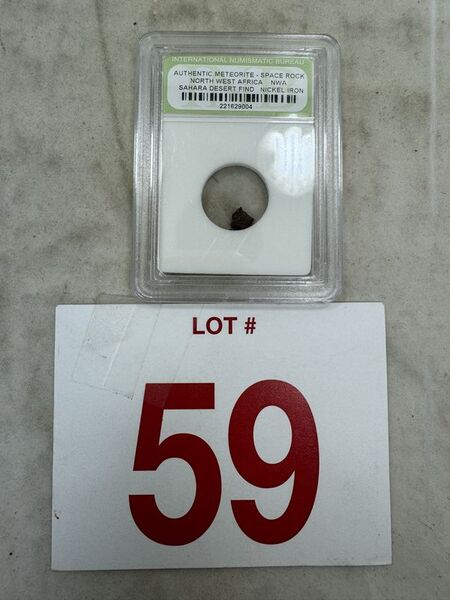 INTERNATIONAL NUMISMATIC BUREAU
AUTHENTIC METEORITE - SPACE ROCK
NORTH WEST AFRICA NWA
SAHARA DESERT FIND NICKEL IRON
221629004
LOT #
59